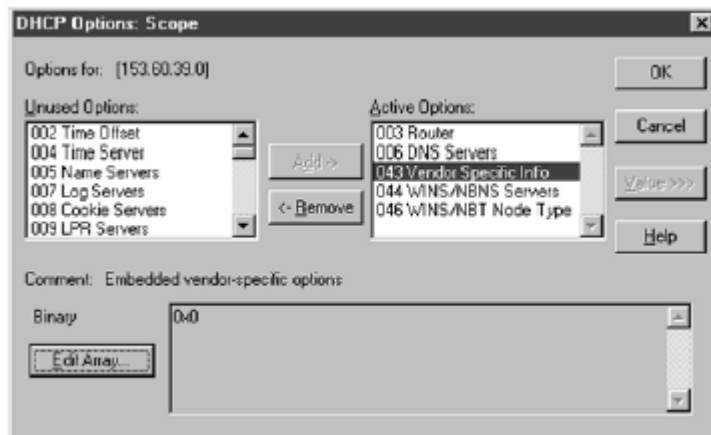 DHCP Options: Scope
Options for: [153.60.39.0]
OK
Unused Options:
Active Options:
002 Time Offset
004 Time Server
005 Name Servers
007 Log Servers
008 Cookie Servers
009 LPR Servers
Add ->
<- Remove
003 Router
006 DNS Servers
043 Vendor Specific Info
044 WINS/NBNS Servers
046 WINS/NBT Node Type
Cancel
Value >>>
Help
Comment: Embedded vendor-specific options
Binary
0x0
Edit Array...